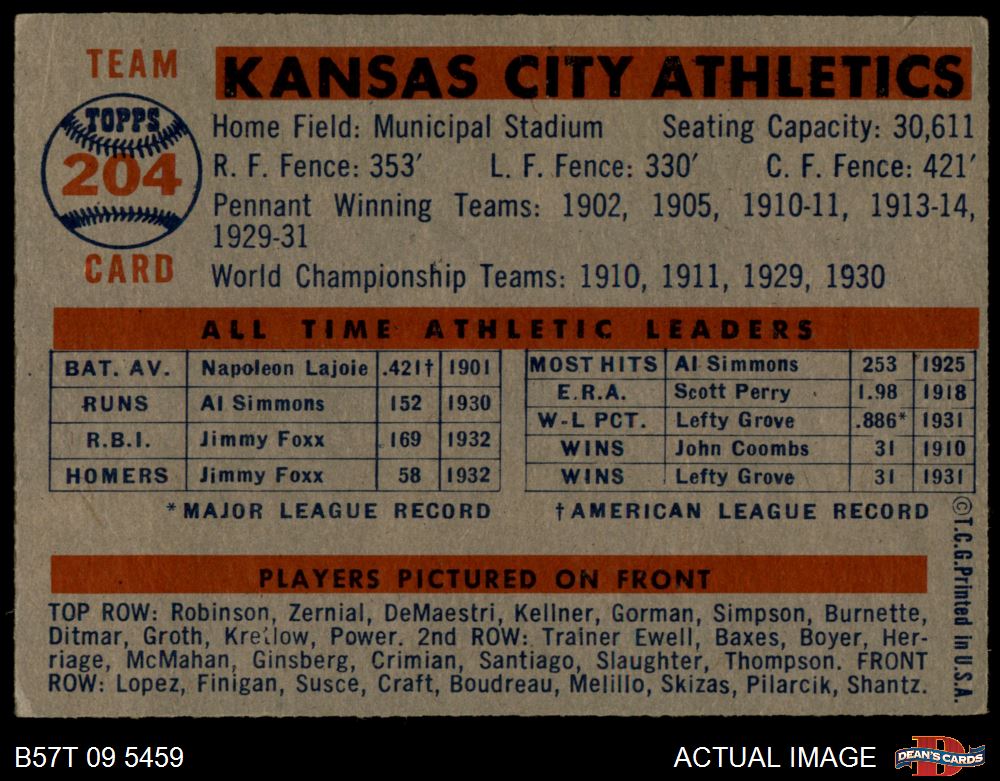 TEAM
TOPPS
204
CARD
KANSAS CITY ATHLETICS
Home Field: Municipal Stadium Seating Capacity: 30,611
R. F. Fence: 353′ L. F. Fence: 330′ C. F. Fence: 421′
Pennant Winning Teams: 1902, 1905, 1910-11, 1913-14,
1929-31
World Championship Teams: 1910, 1911, 1929, 1930
ALL TIME ATHLETIC LEADERS
BAT. AV. Napoleon Lajoie .421† 1901
RUNS Al Simmons 152 1930
R.B.I. Jimmy Foxx 169 1932
HOMERS Jimmy Foxx 58 1932
MOST HITS Al Simmons 253 1925
E.R.A. Scott Perry 1.98 1918
W-L PCT. Lefty Grove .886* 1931
WINS John Coombs 31 1910
WINS Lefty Grove 31 1931
*MAJOR LEAGUE RECORD †AMERICAN LEAGUE RECORD
PLAYERS PICTURED ON FRONT
TOP ROW: Robinson, Zernial, DeMaestri, Kellner, Gorman, Simpson, Burnette,
Ditmar, Groth, Kretlow, Power. 2nd ROW: Trainer Ewell, Baxes, Boyer, Her-
riage, McMahan, Ginsberg, Crimian, Santiago, Slaughter, Thompson. FRONT
ROW: Lopez, Finigan, Susce, Craft, Boudreau, Melillo, Skizas, Pilarcik, Shantz.
©T.C.G. Printed in U.S.A.
B57T 09 5459
ACTUAL IMAGE
D
DEAN'S CARDS